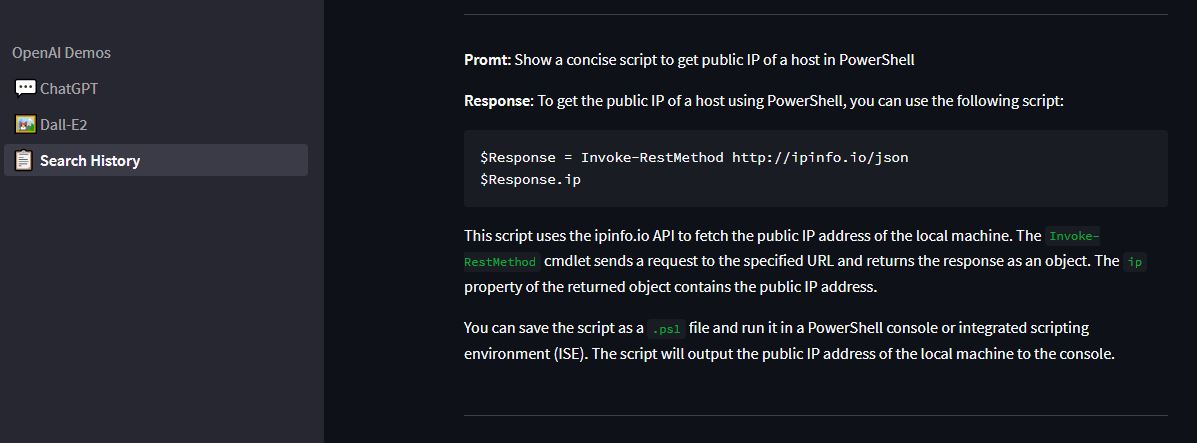 OpenAI Demos
ChatGPT
Dall-E2
Search History
Promt: Show a concise script to get public IP of a host in PowerShell
Response: To get the public IP of a host using PowerShell, you can use the following script:
$Response = Invoke-RestMethod http://ipinfo.io/json
$Response.ip
This script uses the ipinfo.io API to fetch the public IP address of the local machine. The Invoke-
RestMethod cmdlet sends a request to the specified URL and returns the response as an object. The ip
property of the returned object contains the public IP address.
You can save the script as a .ps1 file and run it in a PowerShell console or integrated scripting
environment (ISE). The script will output the public IP address of the local machine to the console.